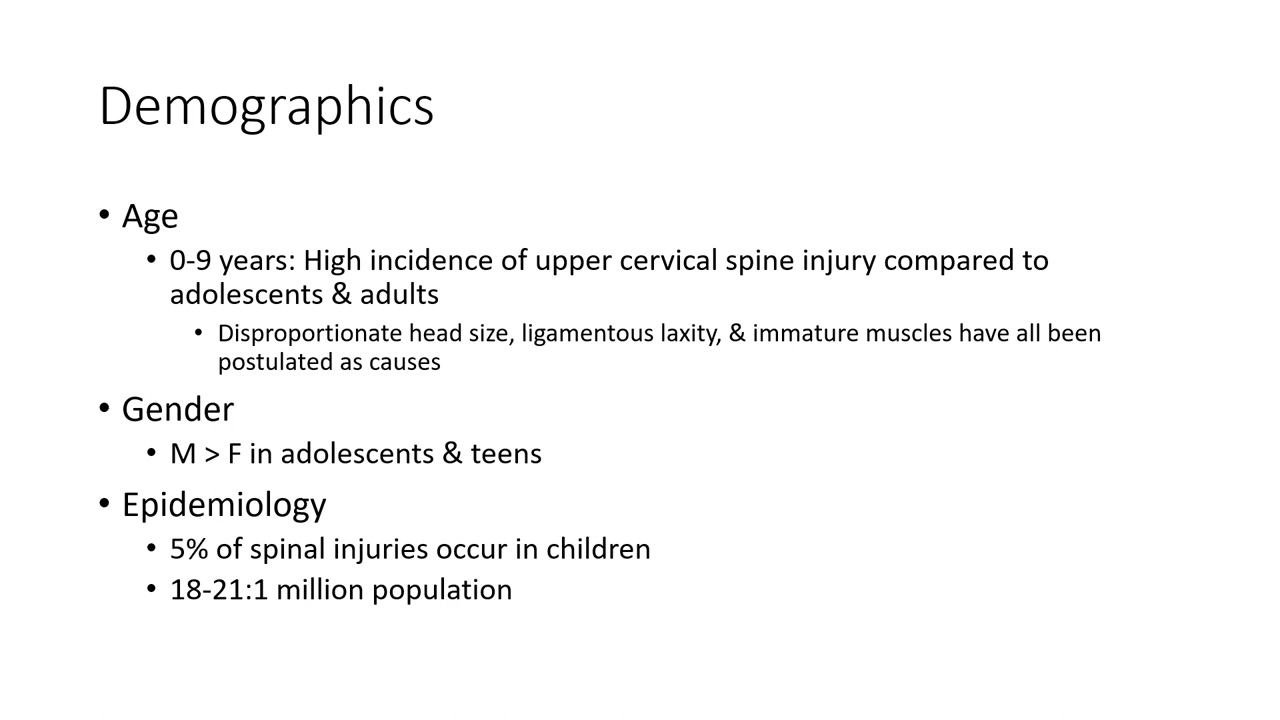 Demographics
• Age
• 0-9 years: High incidence of upper cervical spine injury compared to
adolescents & adults
• Disproportionate head size, ligamentous laxity, & immature muscles have all been
postulated as causes
• Gender
• M > F in adolescents & teens
• Epidemiology
• 5% of spinal injuries occur in children
• 18-21:1 million population